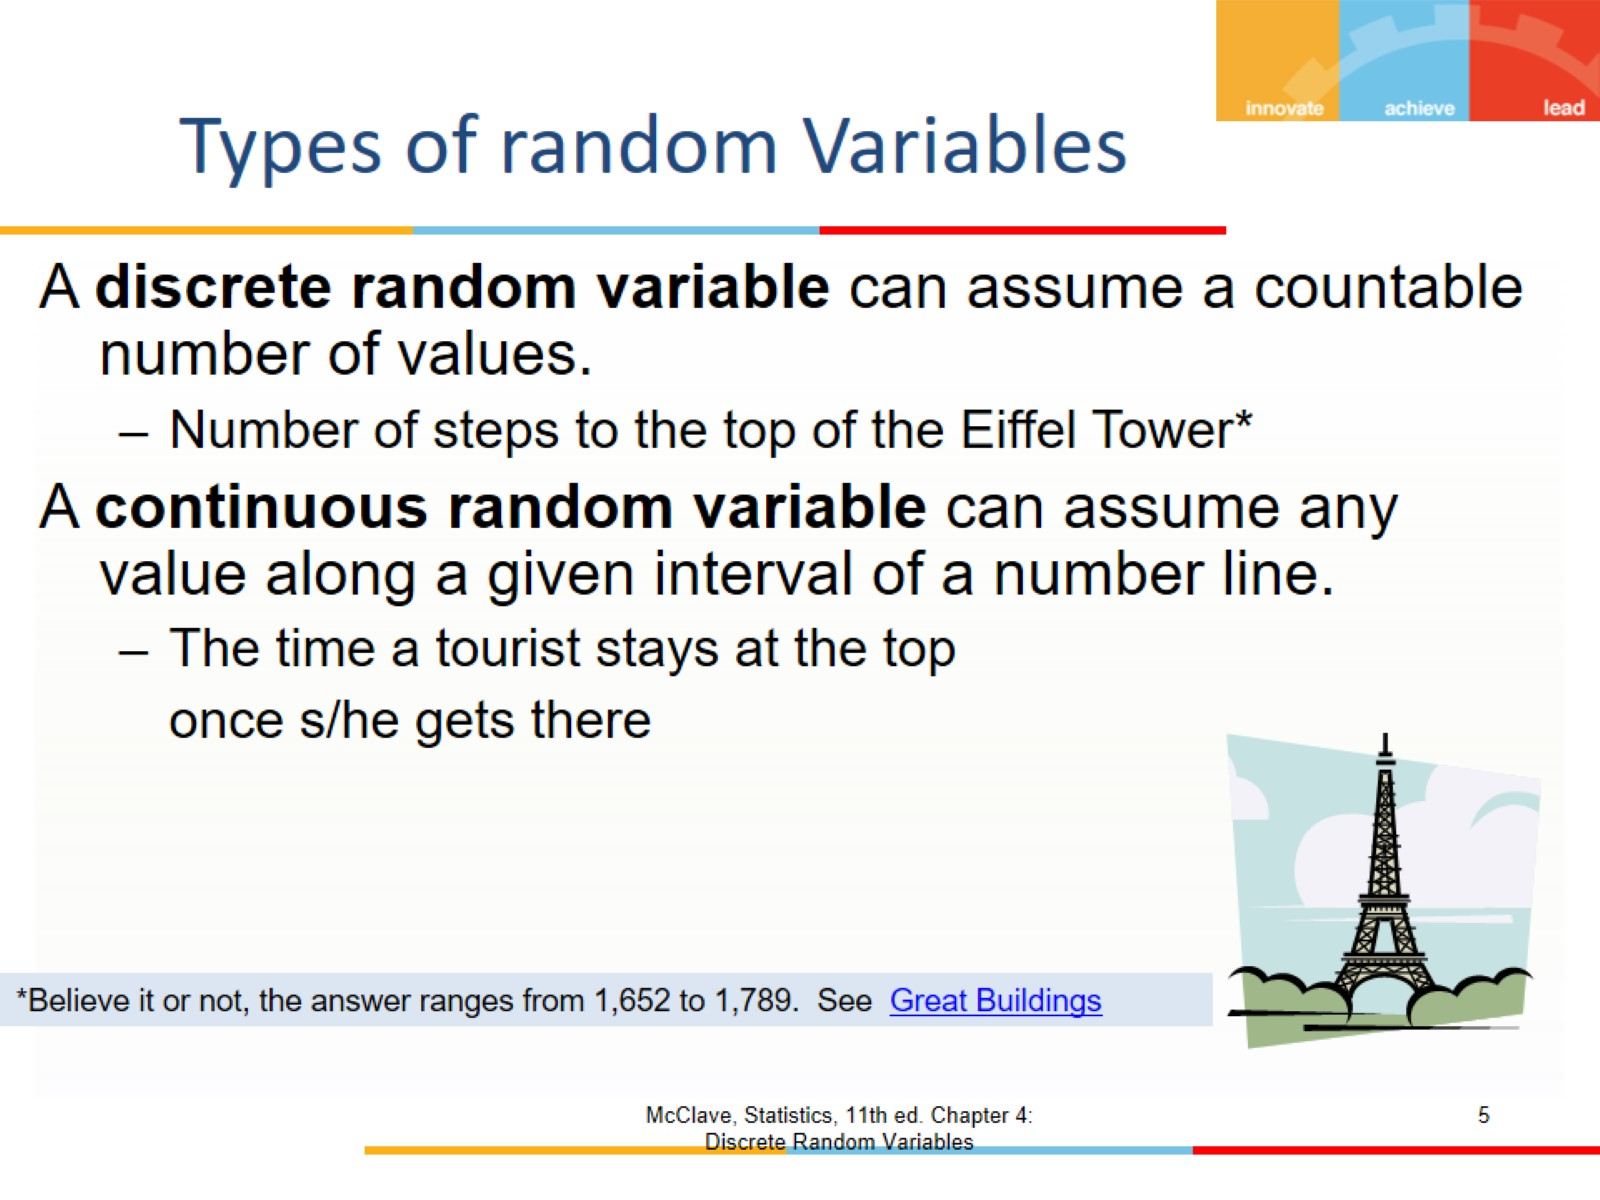 innovate achieve lead
Types of random Variables
A discrete random variable can assume a countable
number of values.
– Number of steps to the top of the Eiffel Tower*
A continuous random variable can assume any
value along a given interval of a number line.
– The time a tourist stays at the top
once s/he gets there
*Believe it or not, the answer ranges from 1,652 to 1,789. See Great Buildings
McClave, Statistics, 11th ed. Chapter 4:
Discrete Random Variables
5